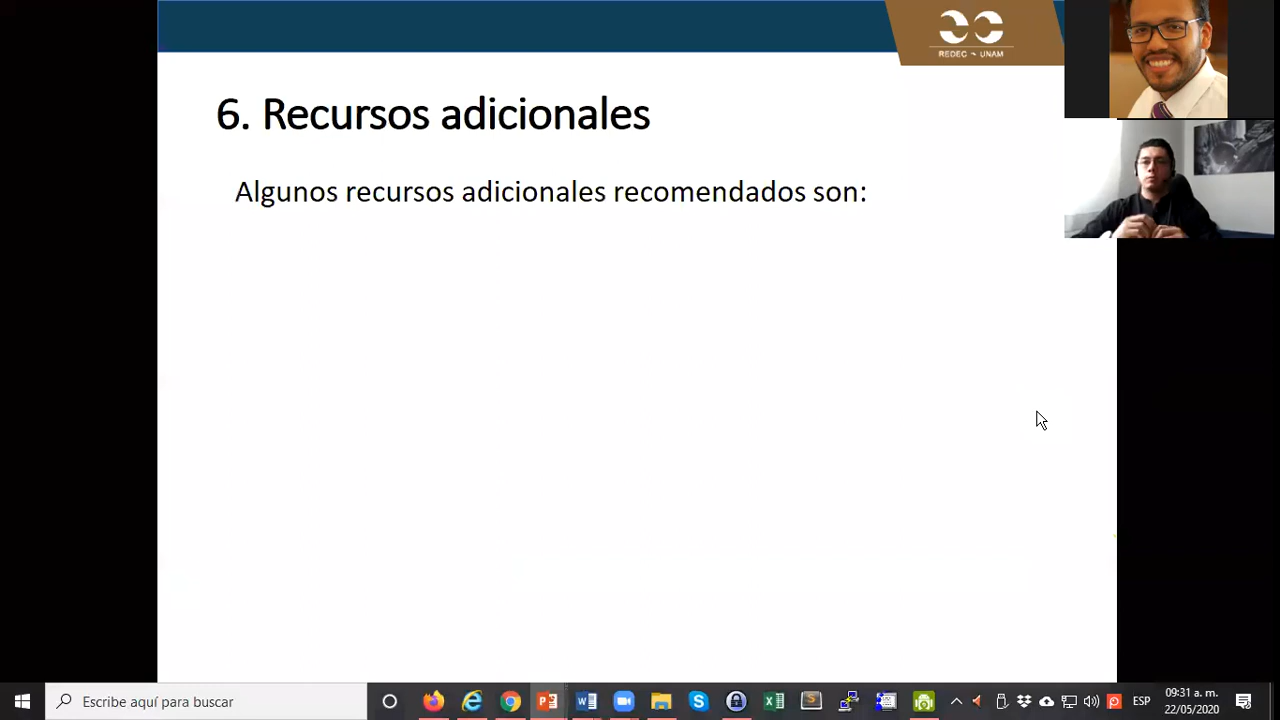 REDEC ~ UNAM
6. Recursos adicionales
Algunos recursos adicionales recomendados son:
Escribe aquí para buscar
ESP
09:31 a. m.
22/05/2020